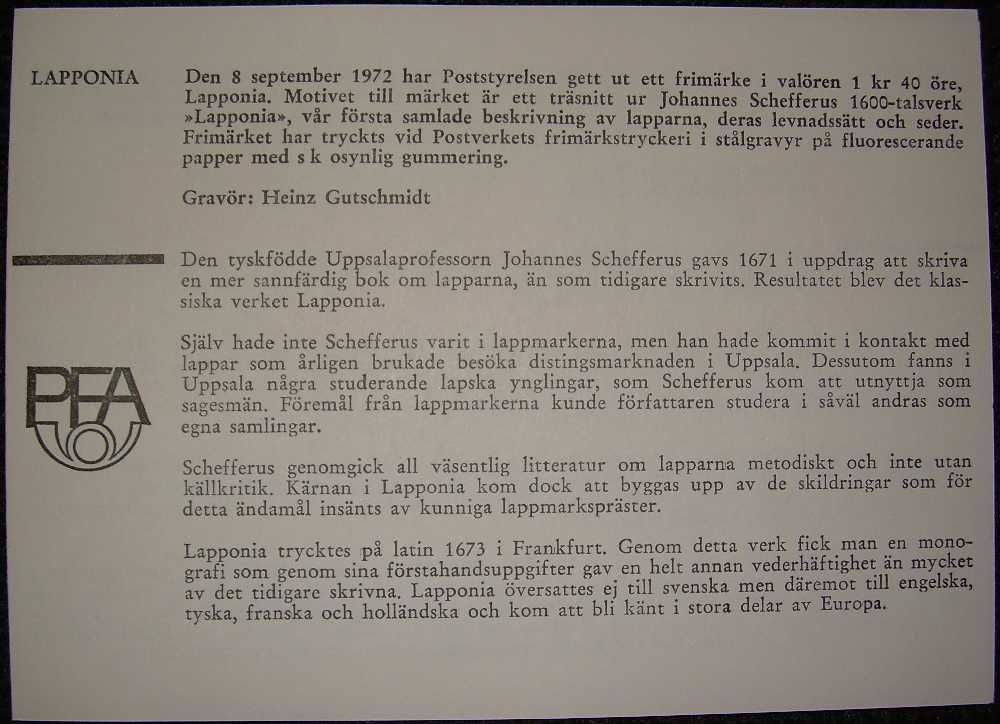 LAPPONIA
Den 8 september 1972 har Poststyrelsen gett ut ett frimärke i valören 1 kr 40 öre,
Lapponia. Motivet till märket är ett träsnitt ur Johannes Schefferus 1600-talsverk
»Lapponia», vår första samlade beskrivning av lapparna, deras levnadssätt och seder.
Frimärket har tryckts vid Postverkets frimärkstryckeri i stålgravyr på fluorescerande
papper med s k osynlig gummering.
Gravör: Heinz Gutschmidt
Den tyskfödde Uppsalaprofessorn Johannes Schefferus gavs 1671 i uppdrag att skriva
en mer sannfärdig bok om lapparna, än som tidigare skrivits. Resultatet blev det klas-
siska verket Lapponia.
Själv hade inte Schefferus varit i lappmarkerna, men han hade kommit i kontakt med
lappar som årligen brukade besöka distingsmarknaden i Uppsala. Dessutom fanns i
Uppsala några studerande lapska ynglingar, som Schefferus kom att utnyttja som
sagesmän. Föremål från lappmarkerna kunde författaren studera i såväl andras som
egna samlingar.
PFA
Schefferus genomgick all väsentlig litteratur om lapparna metodiskt och inte utan
källkritik. Kärnan i Lapponia kom dock att byggas upp av de skildringar som för
detta ändamål insänts av kunniga lappmarkspräster.
Lapponia trycktes på latin 1673 i Frankfurt. Genom detta verk fick man en mono-
grafi som genom sina förstahandsuppgifter gav en helt annan vederhäftighet än mycket
av det tidigare skrivna. Lapponia översattes ej till svenska men däremot till engelska,
tyska, franska och holländska och kom att bli känt i stora delar av Europa.